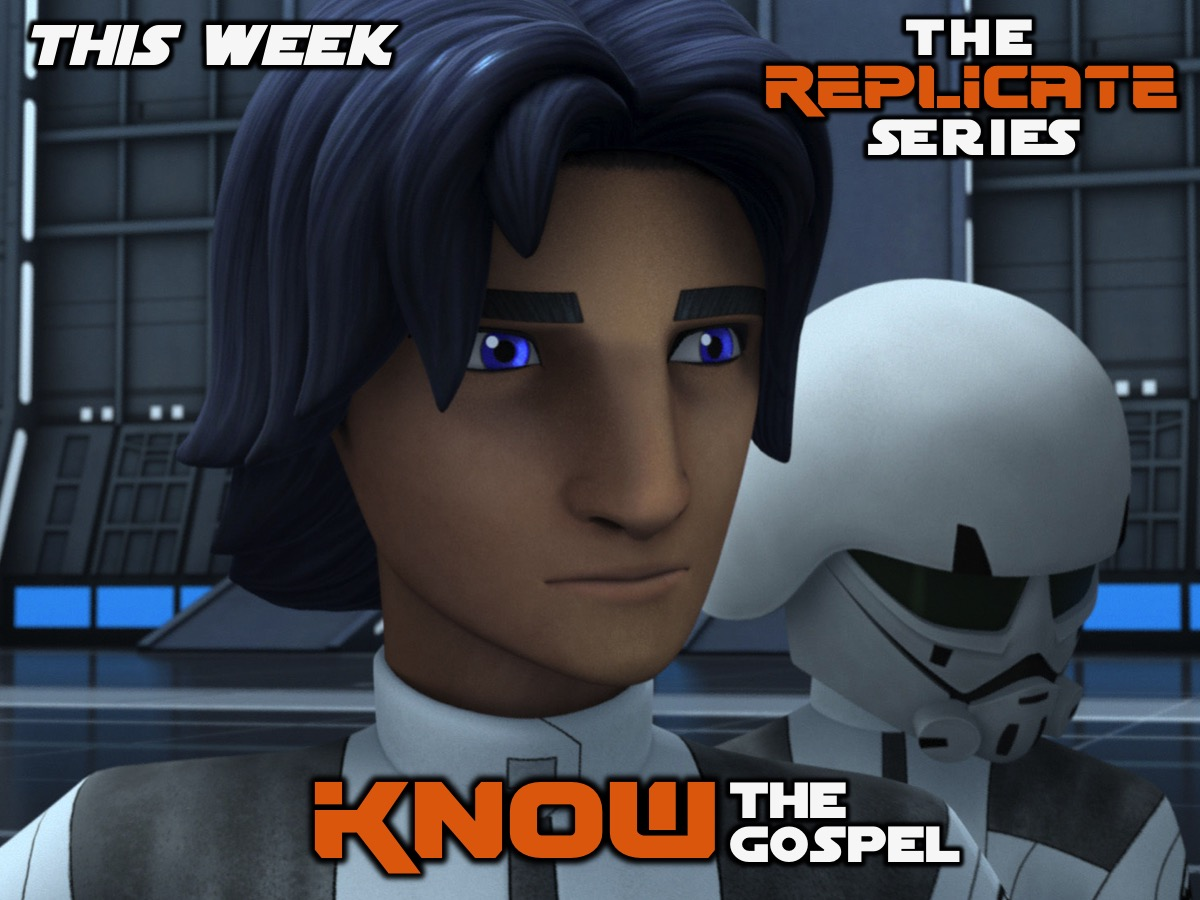 THIS WEEK
THE
REPLICATE
SERIES
KNOW THE
GOSPEL